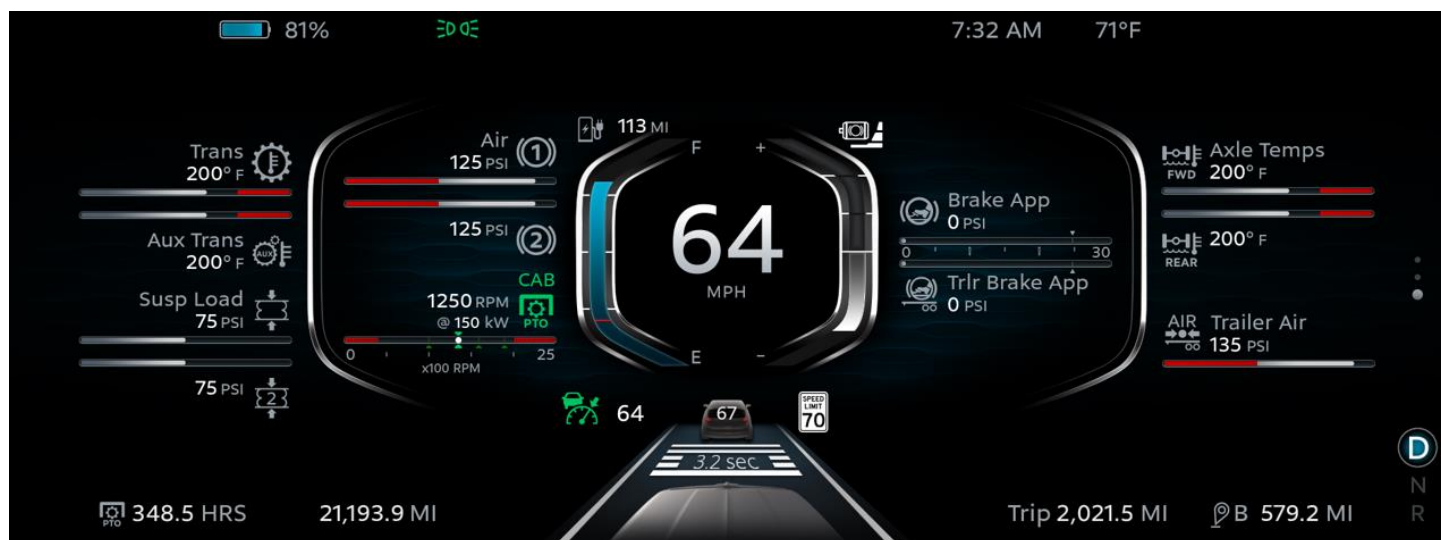 81%
7:32 AM 71°F
113 MI
Trans
200° F
Aux Trans
200° F
AUX
Susp Load
75 PSI
75 PSI
2
Air
125 PSI
1
125 PSI
2
CAB
1250 RPM
@ 150 kW
PTO
0 25
x100 RPM
F
E
+
-
64
MPH
Brake App
0 PSI
0 30
Trlr Brake App
0 PSI
Axle Temps
FWD 200° F
200° F
REAR
AIR Trailer Air
135 PSI
64
67
SPEED
LIMIT
70
3.2 sec
D
N
R
PTO 348.5 HRS
21,193.9 MI
Trip 2,021.5 MI
B 579.2 MI